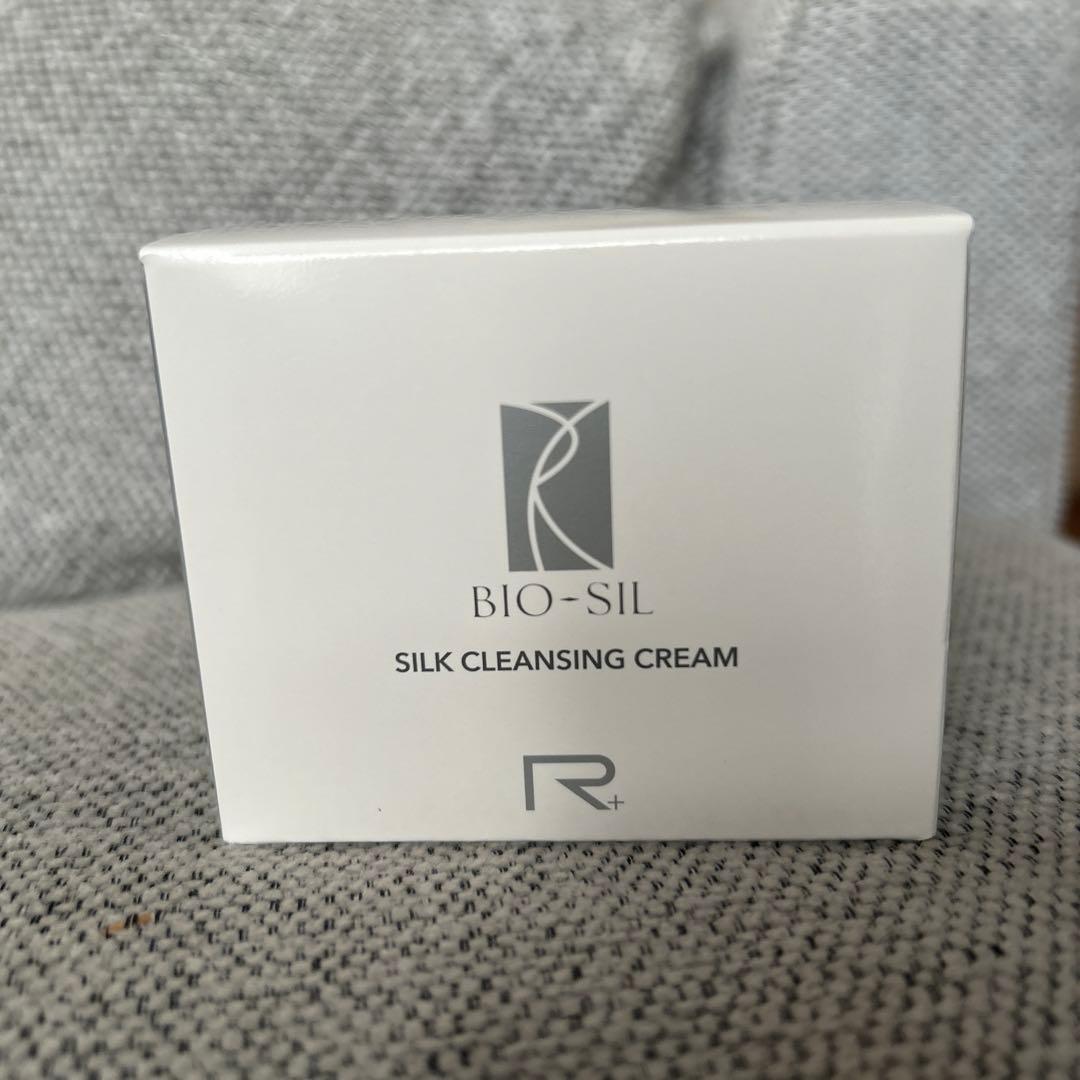 BIO-SIL
SILK CLEANSING CREAM
R+